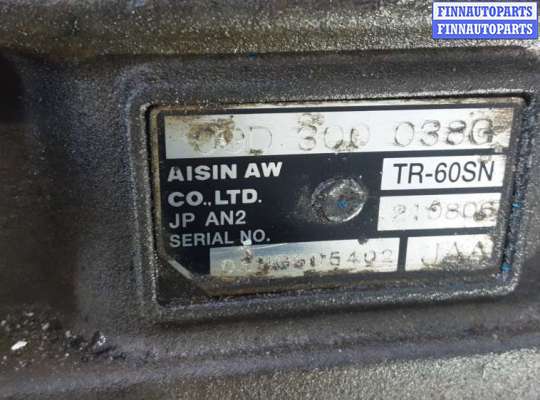 FINNAUTOPARTS
FINNAUTOPARTS
09D 300 038G
AISIN AW
TR-60SN
CO.,LTD.
JP AN2
210806
SERIAL NO.
JAA